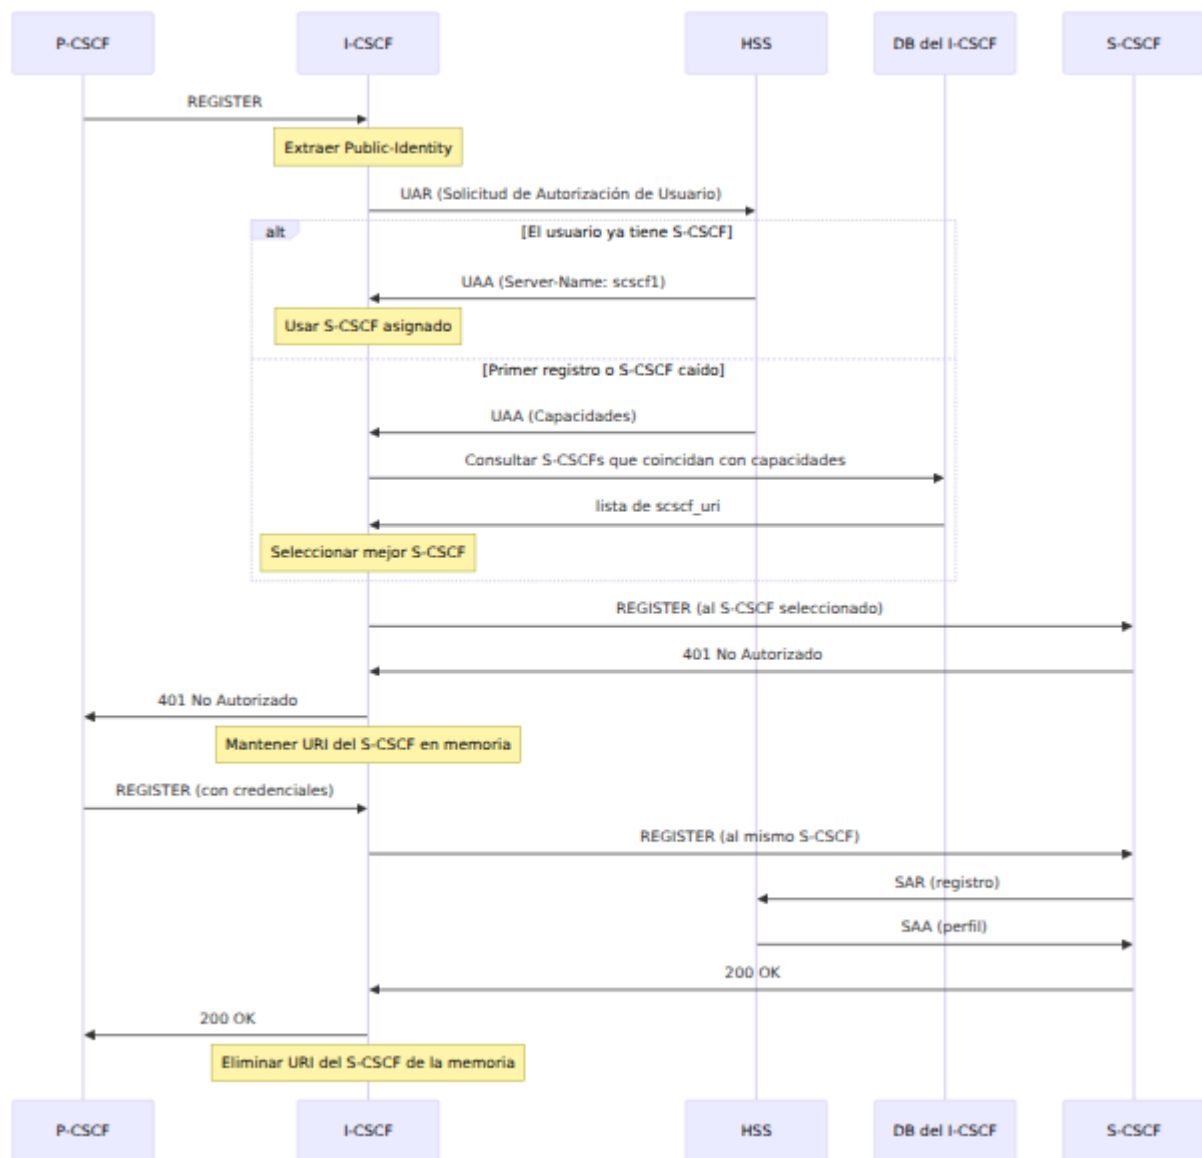 P-CSCF
I-CSCF
HSS
DB del I-CSCF
S-CSCF
REGISTER
Extraer Public-Identity
UAR (Solicitud de Autorización de Usuario)
alt
[El usuario ya tiene S-CSCF]
UAA (Server-Name: scscf1)
Usar S-CSCF asignado
[Primer registro o S-CSCF caído]
UAA (Capacidades)
Consultar S-CSCFs que coincidan con capacidades
lista de scscf_uri
Seleccionar mejor S-CSCF
REGISTER (al S-CSCF seleccionado)
401 No Autorizado
401 No Autorizado
Mantener URI del S-CSCF en memoria
REGISTER (con credenciales)
REGISTER (al mismo S-CSCF)
SAR (registro)
SAA (perfil)
200 OK
200 OK
Eliminar URI del S-CSCF de la memoria
P-CSCF
I-CSCF
HSS
DB del I-CSCF
S-CSCF